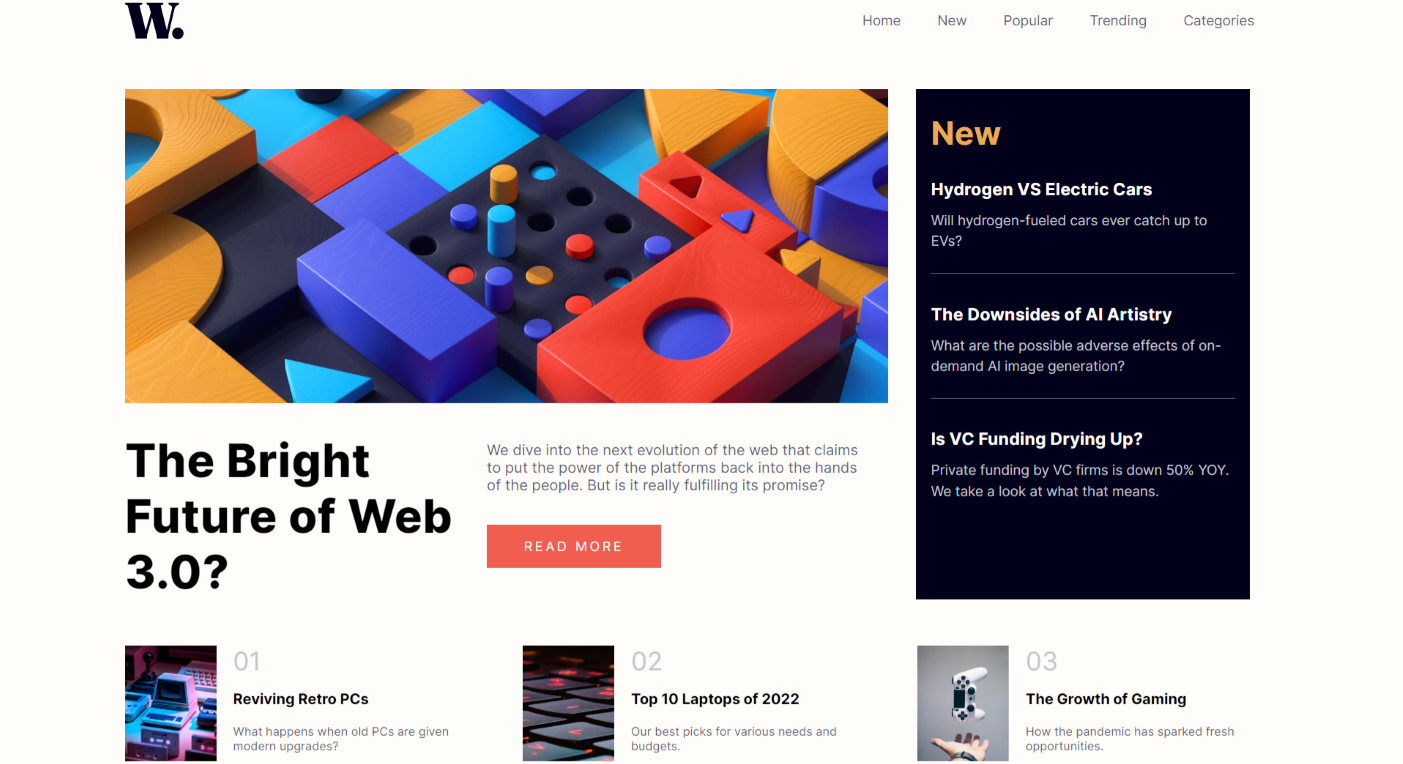 W.
Home New Popular Trending Categories
The Bright
Future of Web
3.0?
We dive into the next evolution of the web that claims
to put the power of the platforms back into the hands
of the people. But is it really fulfilling its promise?
READ MORE
New
Hydrogen VS Electric Cars
Will hydrogen-fueled cars ever catch up to
EVs?
The Downsides of AI Artistry
What are the possible adverse effects of on-
demand AI image generation?
Is VC Funding Drying Up?
Private funding by VC firms is down 50% YOY.
We take a look at what that means.
01
Reviving Retro PCs
What happens when old PCs are given
modern upgrades?
02
Top 10 Laptops of 2022
Our best picks for various needs and
budgets.
03
The Growth of Gaming
How the pandemic has sparked fresh
opportunities.